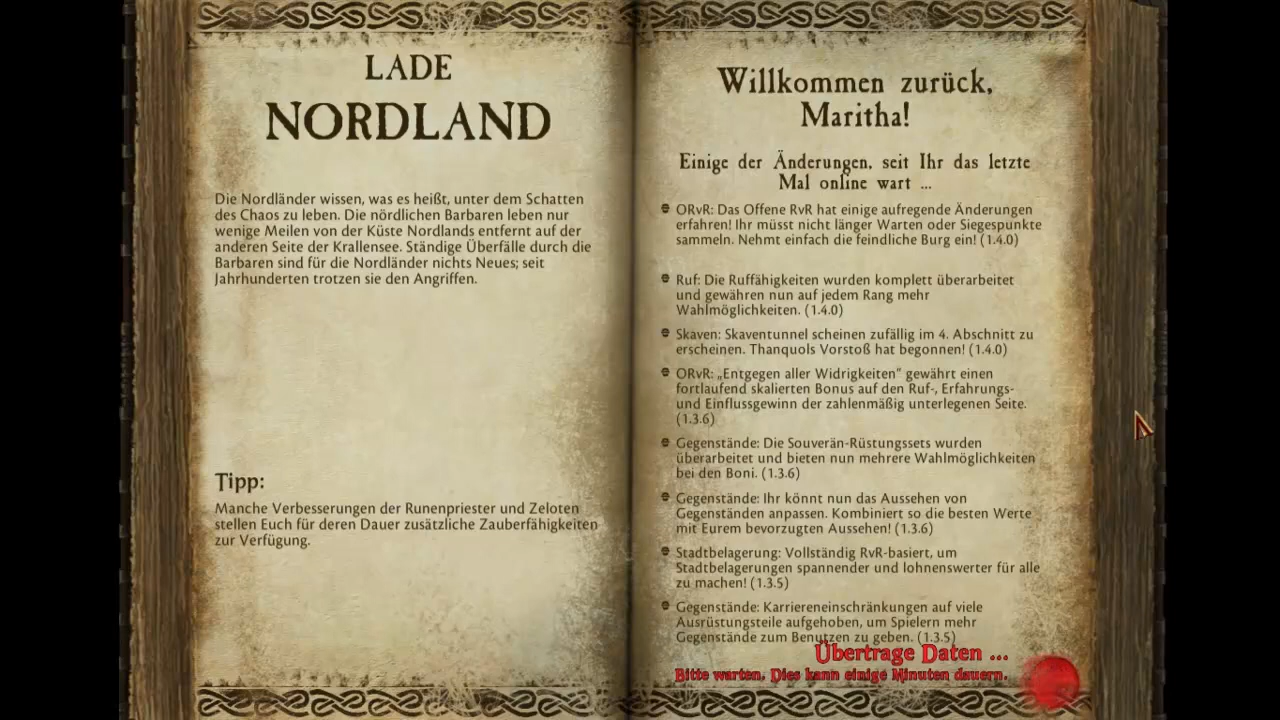 LADE
NORDLAND
Die Nordländer wissen, was es heißt, unter dem Schatten
des Chaos zu leben. Die nördlichen Barbaren leben nur
wenige Meilen von der Küste Nordlands entfernt auf der
anderen Seite der Krallensee. Ständige Überfälle durch die
Barbaren sind für die Nordländer nichts Neues; seit
Jahrhunderten trotzen sie den Angriffen.
Tipp:
Manche Verbesserungen der Runenpriester und Zeloten
stellen Euch für deren Dauer zusätzliche Zauberfähigkeiten
zur Verfügung.
Willkommen zurück,
Maritha!
Einige der Änderungen, seit Ihr das letzte
Mal online wart ...
ORvR: Das Offene RvR hat einige aufregende Änderungen
erfahren! Ihr müsst nicht länger Warten oder Siegespunkte
sammeln. Nehmt einfach die feindliche Burg ein! (1.4.0)
Ruf: Die Ruffähigkeiten wurden komplett überarbeitet
und gewähren nun auf jedem Rang mehr
Wahlmöglichkeiten. (1.4.0)
Skaven: Skaventunnel scheinen zufällig im 4. Abschnitt zu
erscheinen. Thanquols Vorstoß hat begonnen! (1.4.0)
ORvR: „Entgegen aller Widrigkeiten" gewährt einen
fortlaufend skalierten Bonus auf den Ruf-, Erfahrungs-
und Einflussgewinn der zahlenmäßig unterlegenen Seite.
(1.3.6)
Gegenstände: Die Souverän-Rüstungssets wurden
überarbeitet und bieten nun mehrere Wahlmöglichkeiten
bei den Boni. (1.3.6)
Gegenstände: Ihr könnt nun das Aussehen von
Gegenständen anpassen. Kombiniert so die besten Werte
mit Eurem bevorzugten Aussehen! (1.3.6)
Stadtbelagerung: Vollständig RvR-basiert, um
Stadtbelagerungen spannender und lohnenswerter für alle
zu machen! (1.3.5)
Gegenstände: Karriereneinschränkungen auf viele
Ausrüstungsteile aufgehoben, um Spielern mehr
Gegenstände zum Benutzen zu geben. (1.3.5)
Übertrage Daten ...
Bitte warten. Dies kann einige Minuten dauern.